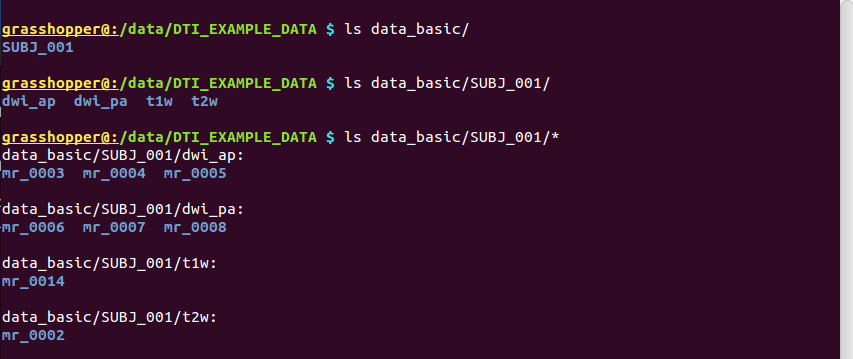 grasshopper@:/data/DTI_EXAMPLE_DATA $ ls data_basic/
SUBJ_001
grasshopper@:/data/DTI_EXAMPLE_DATA $ ls data_basic/SUBJ_001/
dwi_ap  dwi_pa  t1w  t2w
grasshopper@:/data/DTI_EXAMPLE_DATA $ ls data_basic/SUBJ_001/*
data_basic/SUBJ_001/dwi_ap:
mr_0003  mr_0004  mr_0005
data_basic/SUBJ_001/dwi_pa:
mr_0006  mr_0007  mr_0008
data_basic/SUBJ_001/t1w:
mr_0014
data_basic/SUBJ_001/t2w:
mr_0002